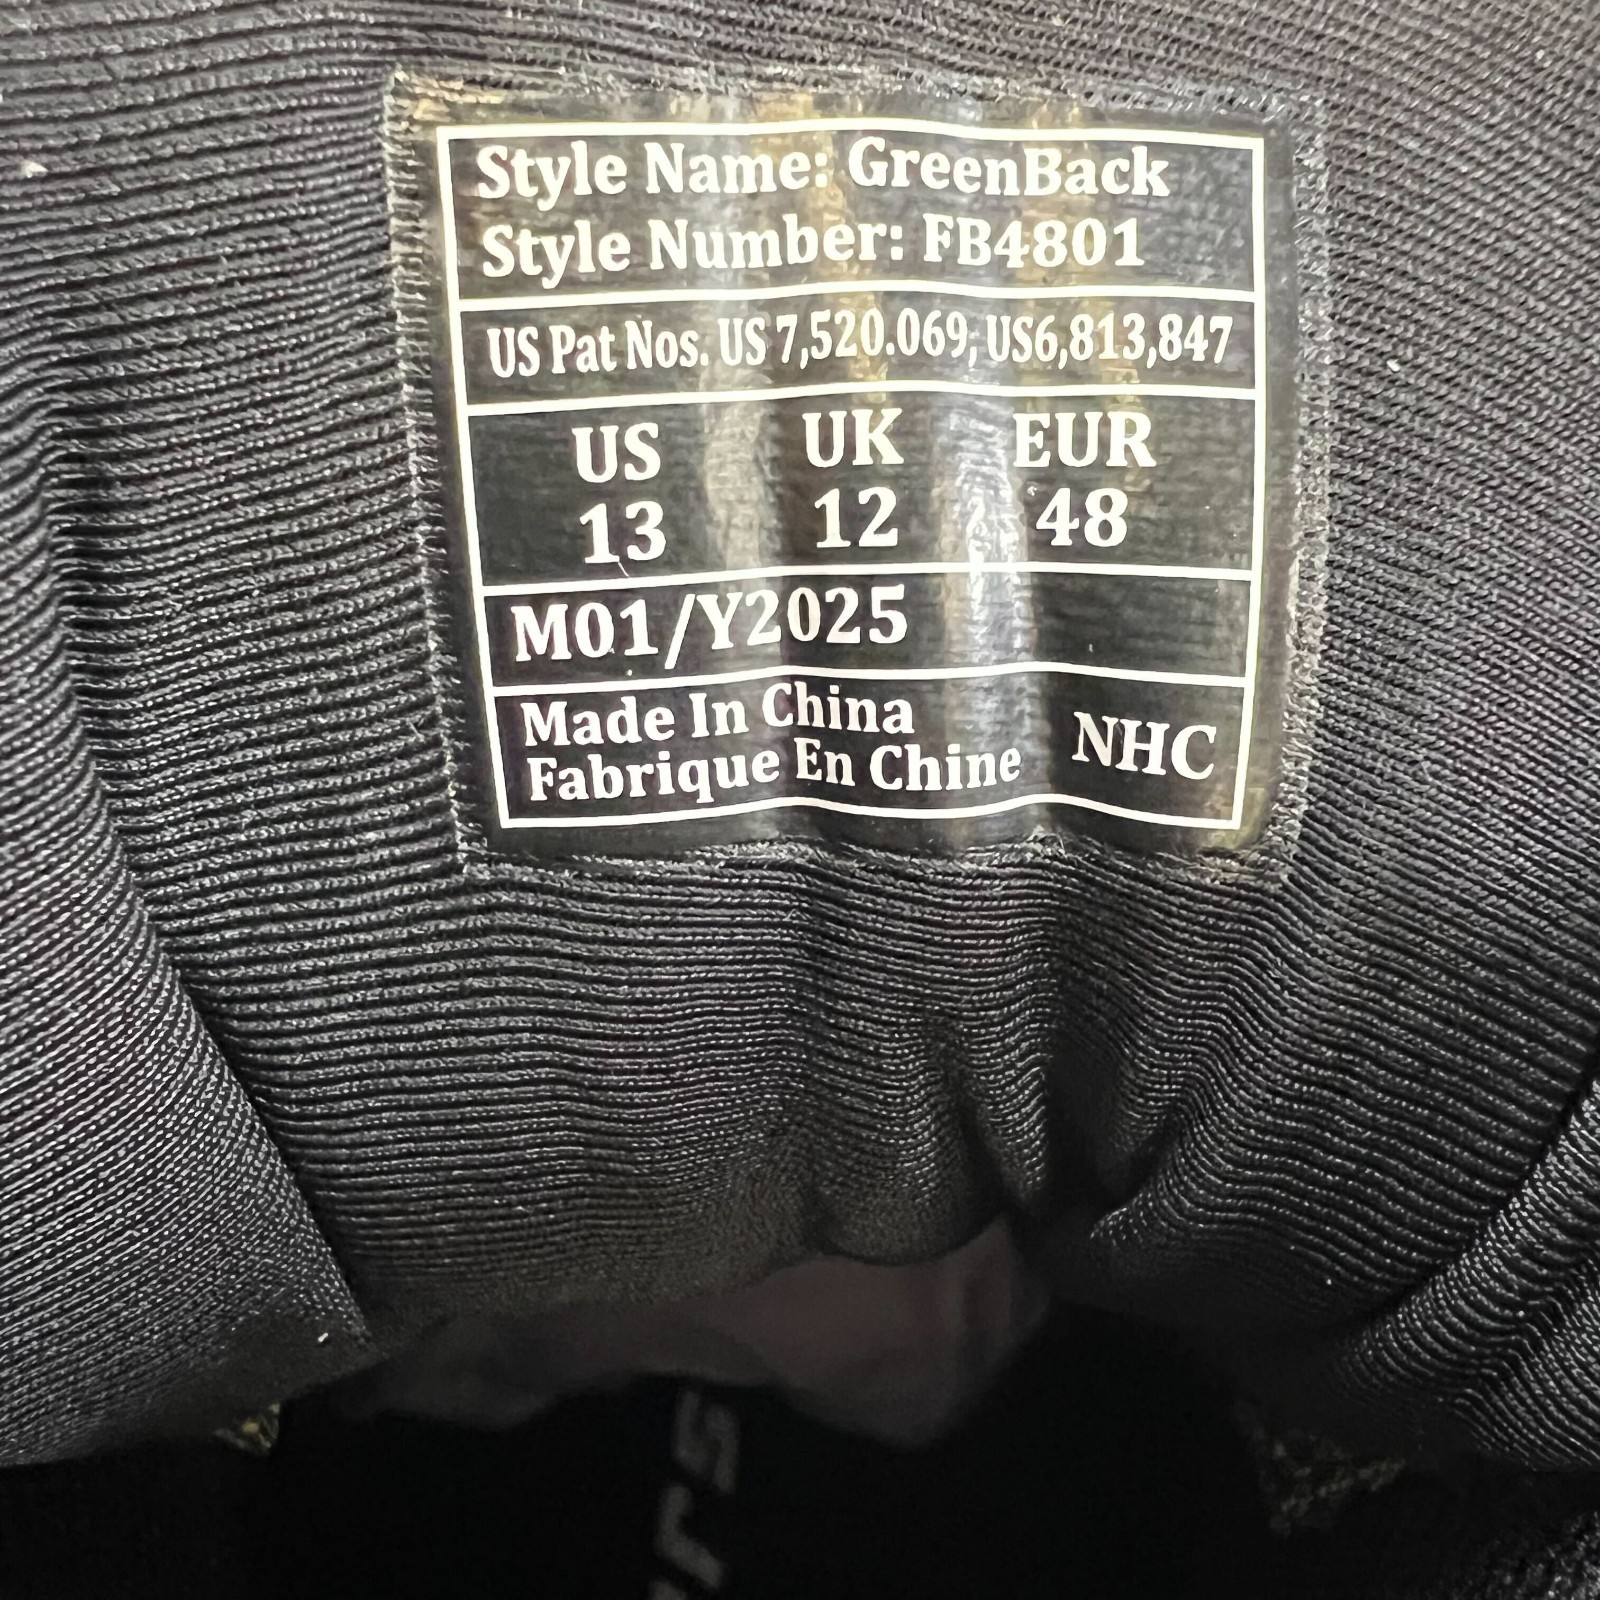 Style Name: GreenBack
Style Number: FB4801
US Pat Nos. US 7,520.069; US6,813,847
US UK EUR
13 12 48
M01/Y2025
Made In China
Fabrique En Chine NHC